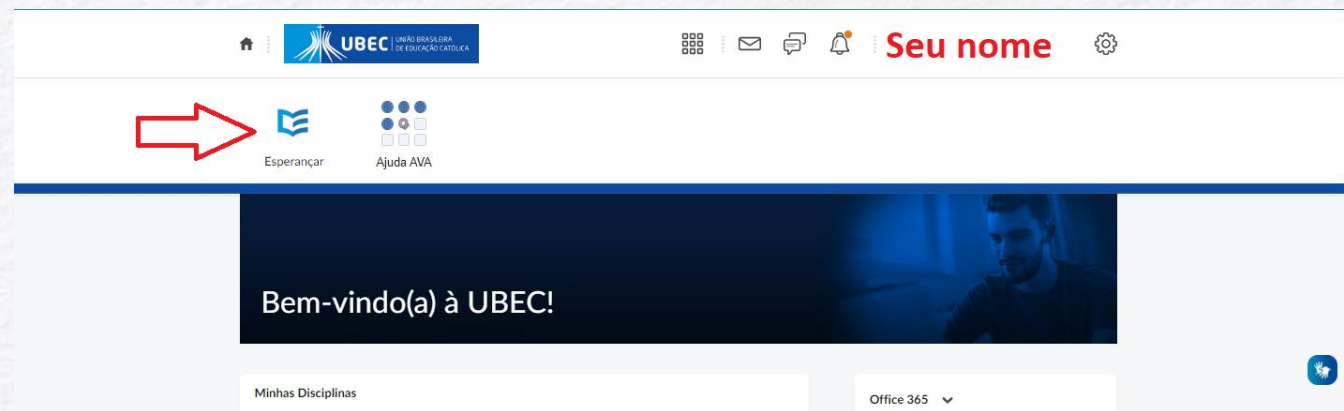 UBEC UNIÃO BRASILEIRA
DE EDUCAÇÃO CATÓLICA
Seu nome
Esperançar
Ajuda AVA
Bem-vindo(a) à UBEC!
Minhas Disciplinas
Office 365